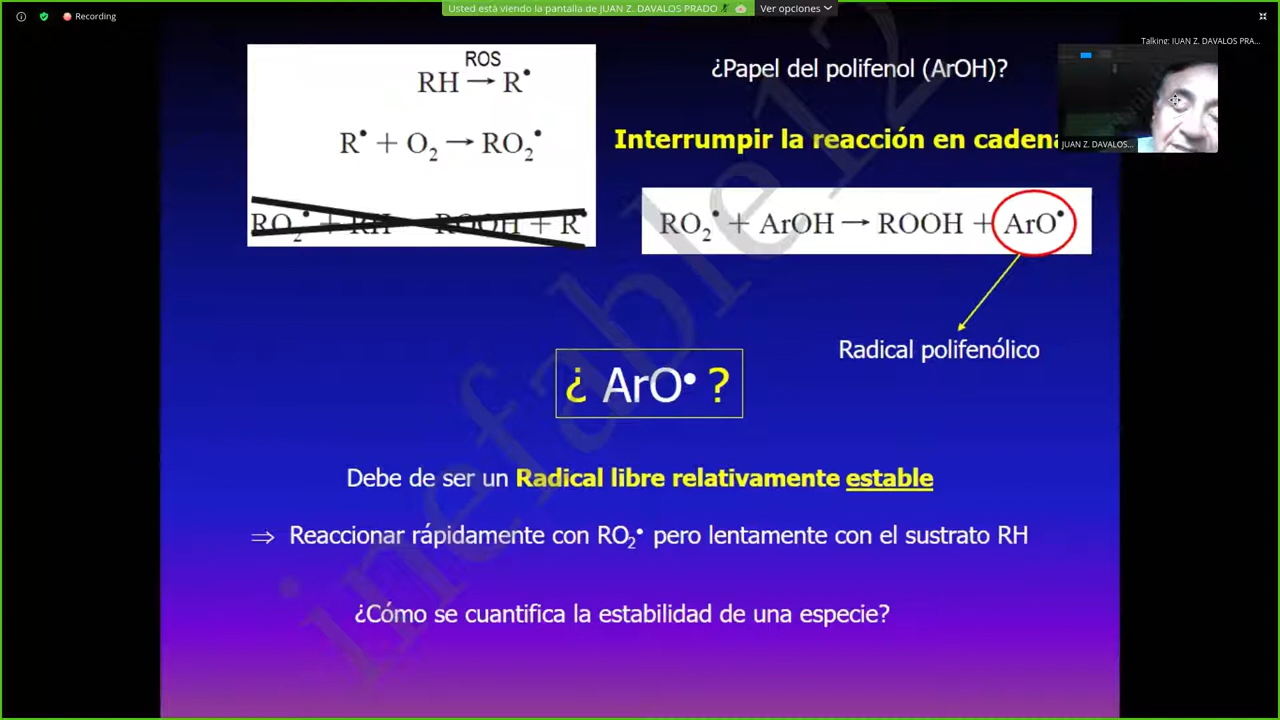 Recording
Usted está viendo la pantalla de JUAN Z. DAVALOS PRADO
Ver opciones
Talking: JUAN Z. DAVALOS PRA...
JUAN Z. DAVALOS...
ROS
RH → R•
R• + O₂ → RO₂•
RO₂• + RH ROOH + R•
¿Papel del polifenol (ArOH)?
Interrumpir la reacción en cadena
RO₂• + ArOH → ROOH + ArO•
Radical polifenólico
¿ ArO• ?
Debe de ser un Radical libre relativamente estable
⇒ Reaccionar rápidamente con RO₂• pero lentamente con el sustrato RH
¿Cómo se cuantifica la estabilidad de una especie?
inefable12